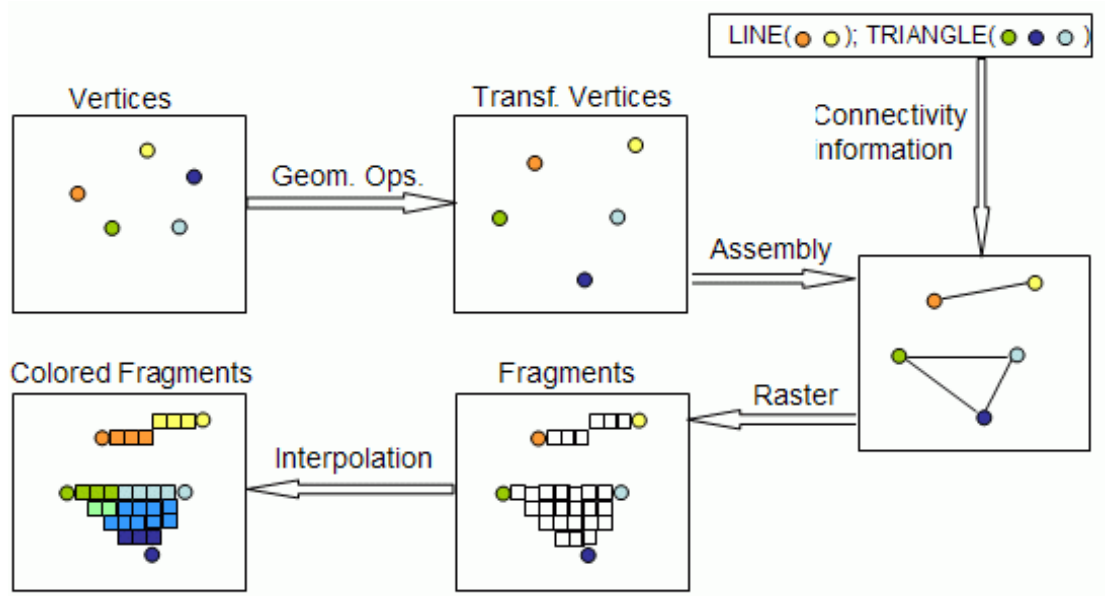 LINE( ); TRIANGLE( )
Vertices
Transf. Vertices
Connectivity
information
Geom. Ops.
Assembly
Colored Fragments
Fragments
Raster
Interpolation